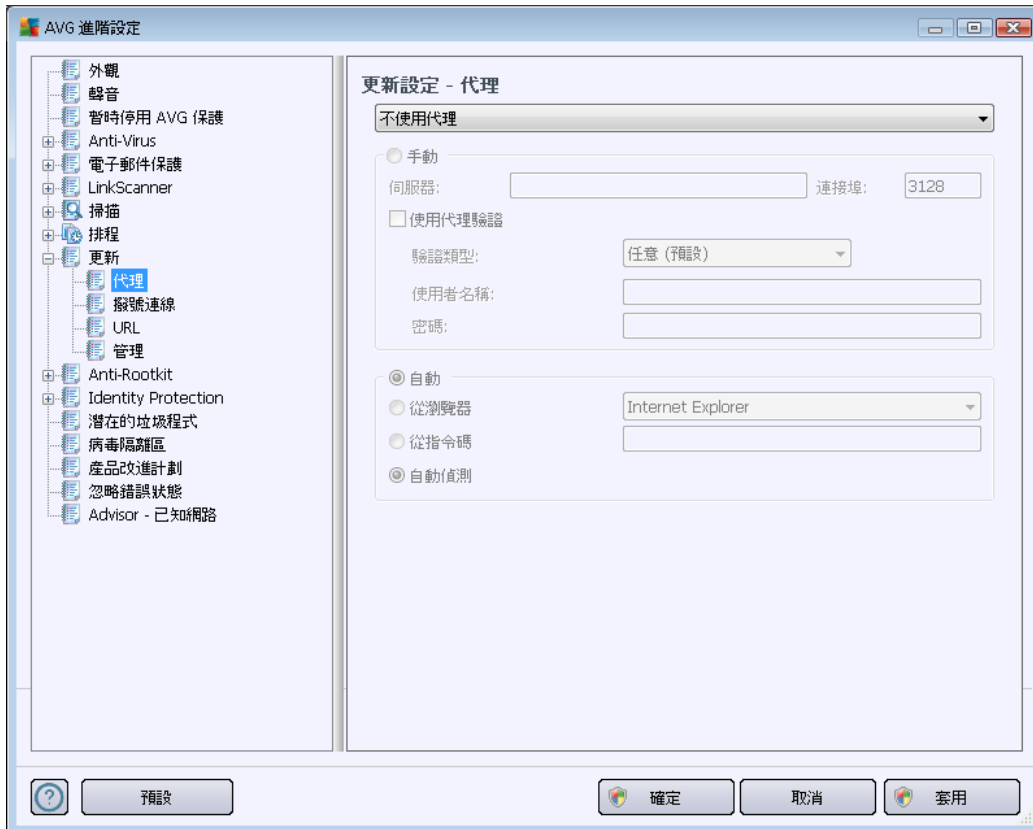 AVG 進階設定
外觀
聲音
暫時停用 AVG 保護
Anti-Virus
電子郵件保護
LinkScanner
掃描
排程
更新
代理
撥號連線
URL
管理
Anti-Rootkit
Identity Protection
潛在的垃圾程式
病毒隔離區
產品改進計劃
忽略錯誤狀態
Advisor - 已知網路
更新設定 - 代理
不使用代理
手動
伺服器: 連接埠: 3128
使用代理驗證
驗證類型: 任意 (預設)
使用者名稱:
密碼:
自動
從瀏覽器 Internet Explorer
從指令碼
自動偵測
預設 確定 取消 套用